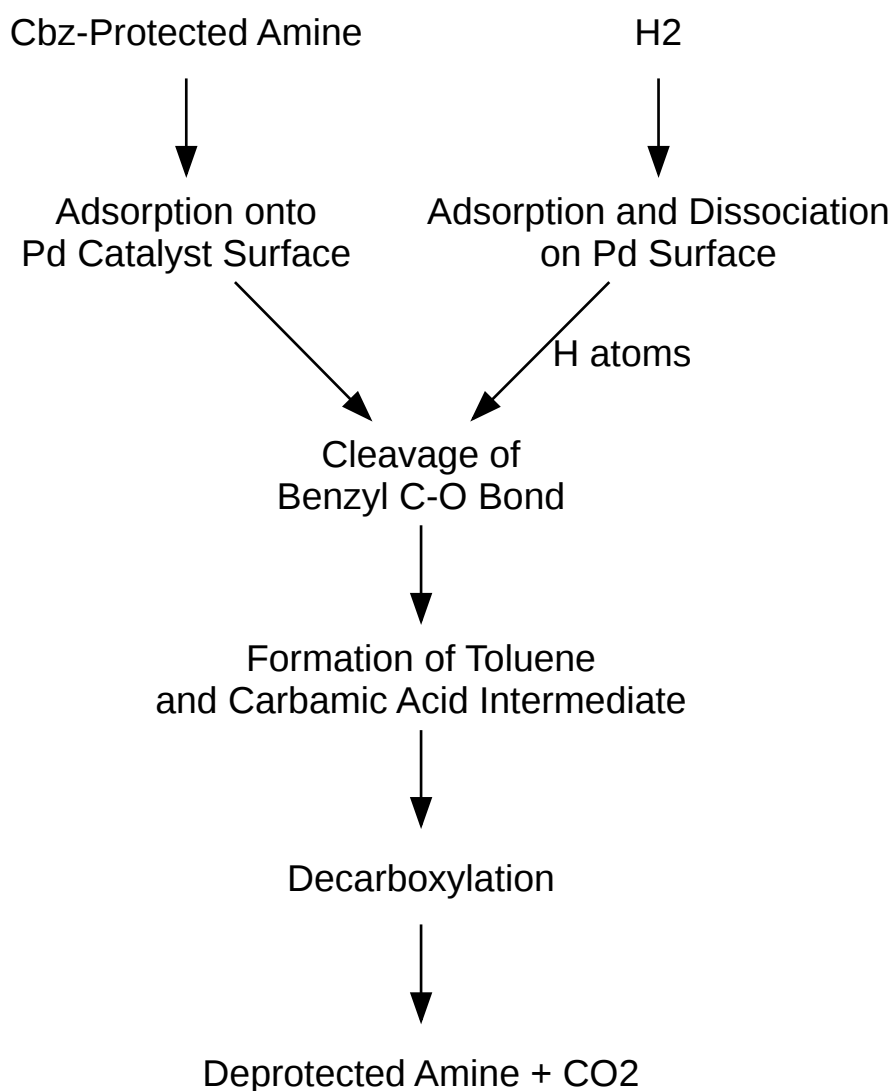 Cbz-Protected Amine
H2
Adsorption onto
Pd Catalyst Surface
Adsorption and Dissociation
on Pd Surface
H atoms
Cleavage of
Benzyl C-O Bond
Formation of Toluene
and Carbamic Acid Intermediate
Decarboxylation
Deprotected Amine + CO2